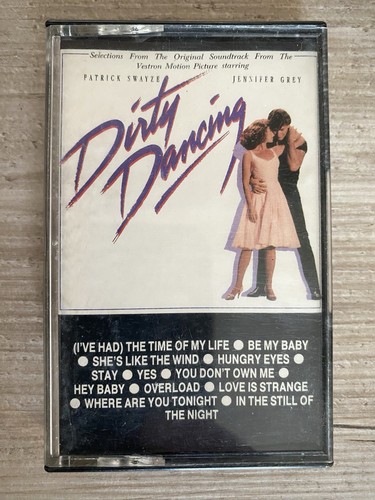 Selections From The Original Soundtrack From The
Vestron Motion Picture starring
PATRICK SWAYZE JENNIFER GREY
Dirty
Dancing
(I'VE HAD) THE TIME OF MY LIFE ● BE MY BABY
● SHE'S LIKE THE WIND ● HUNGRY EYES ●
STAY ● YES ● YOU DON'T OWN ME ●
HEY BABY ● OVERLOAD ● LOVE IS STRANGE
● WHERE ARE YOU TONIGHT ● IN THE STILL OF
THE NIGHT